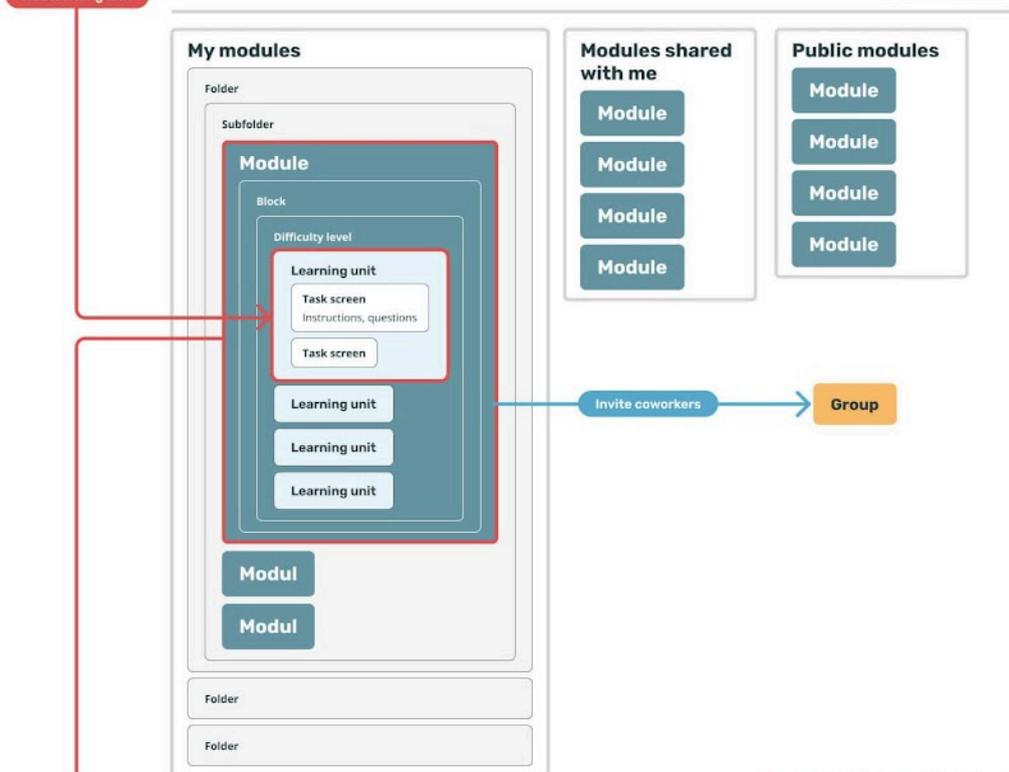 My modules
Folder
Subfolder
Module
Block
Difficulty level
Learning unit
Task screen
Instructions, questions
Task screen
Learning unit
Learning unit
Learning unit
Modul
Modul
Folder
Folder
Modules shared
with me
Module
Module
Module
Module
Public modules
Module
Module
Module
Module
Invite coworkers
Group